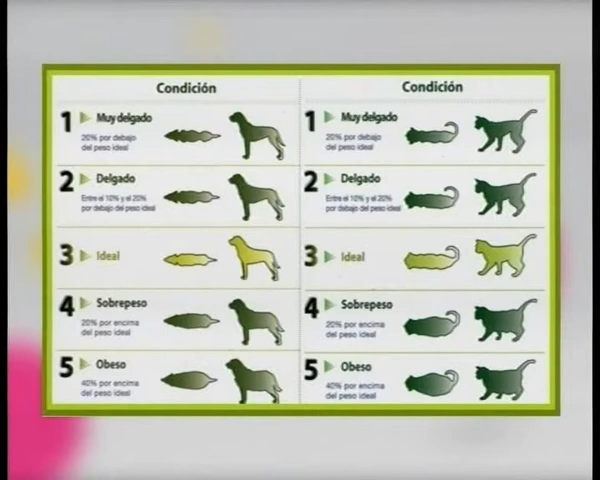 Condición
1 Muy delgado
20% por debajo
del peso ideal
2 Delgado
Entre el 10% y el 20%
por debajo del peso ideal
3 Ideal
4 Sobrepeso
20% por encima
del peso ideal
5 Obeso
40% por encima
del peso ideal
Condición
1 Muy delgado
20% por debajo
del peso ideal
2 Delgado
Entre el 10% y el 20%
por debajo del peso ideal
3 Ideal
4 Sobrepeso
20% por encima
del peso ideal
5 Obeso
40% por encima
del peso ideal